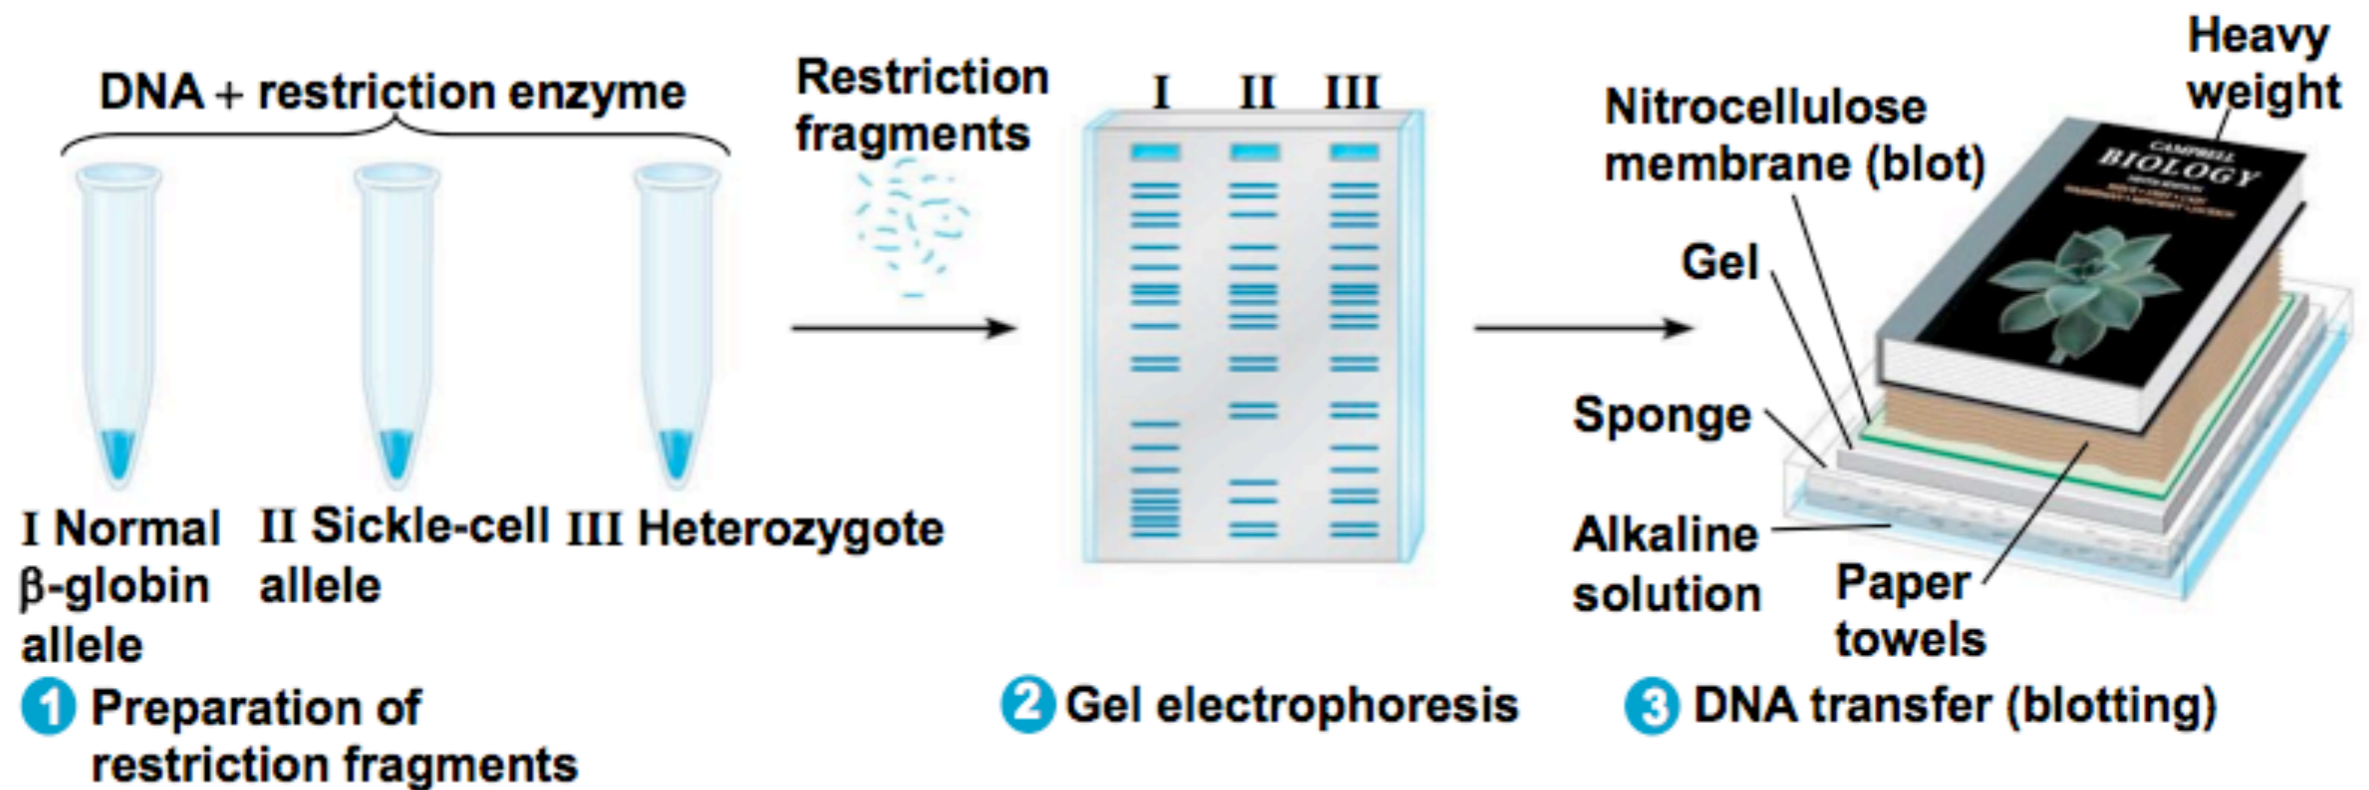 DNA + restriction enzyme
I Normal
β-globin
allele
II Sickle-cell
allele
III Heterozygote
1 Preparation of
restriction fragments
Restriction
fragments
I II III
2 Gel electrophoresis
Heavy
weight
Nitrocellulose
membrane (blot)
Gel
Sponge
Alkaline
solution
Paper
towels
CAMPBELL
BIOLOGY
3 DNA transfer (blotting)